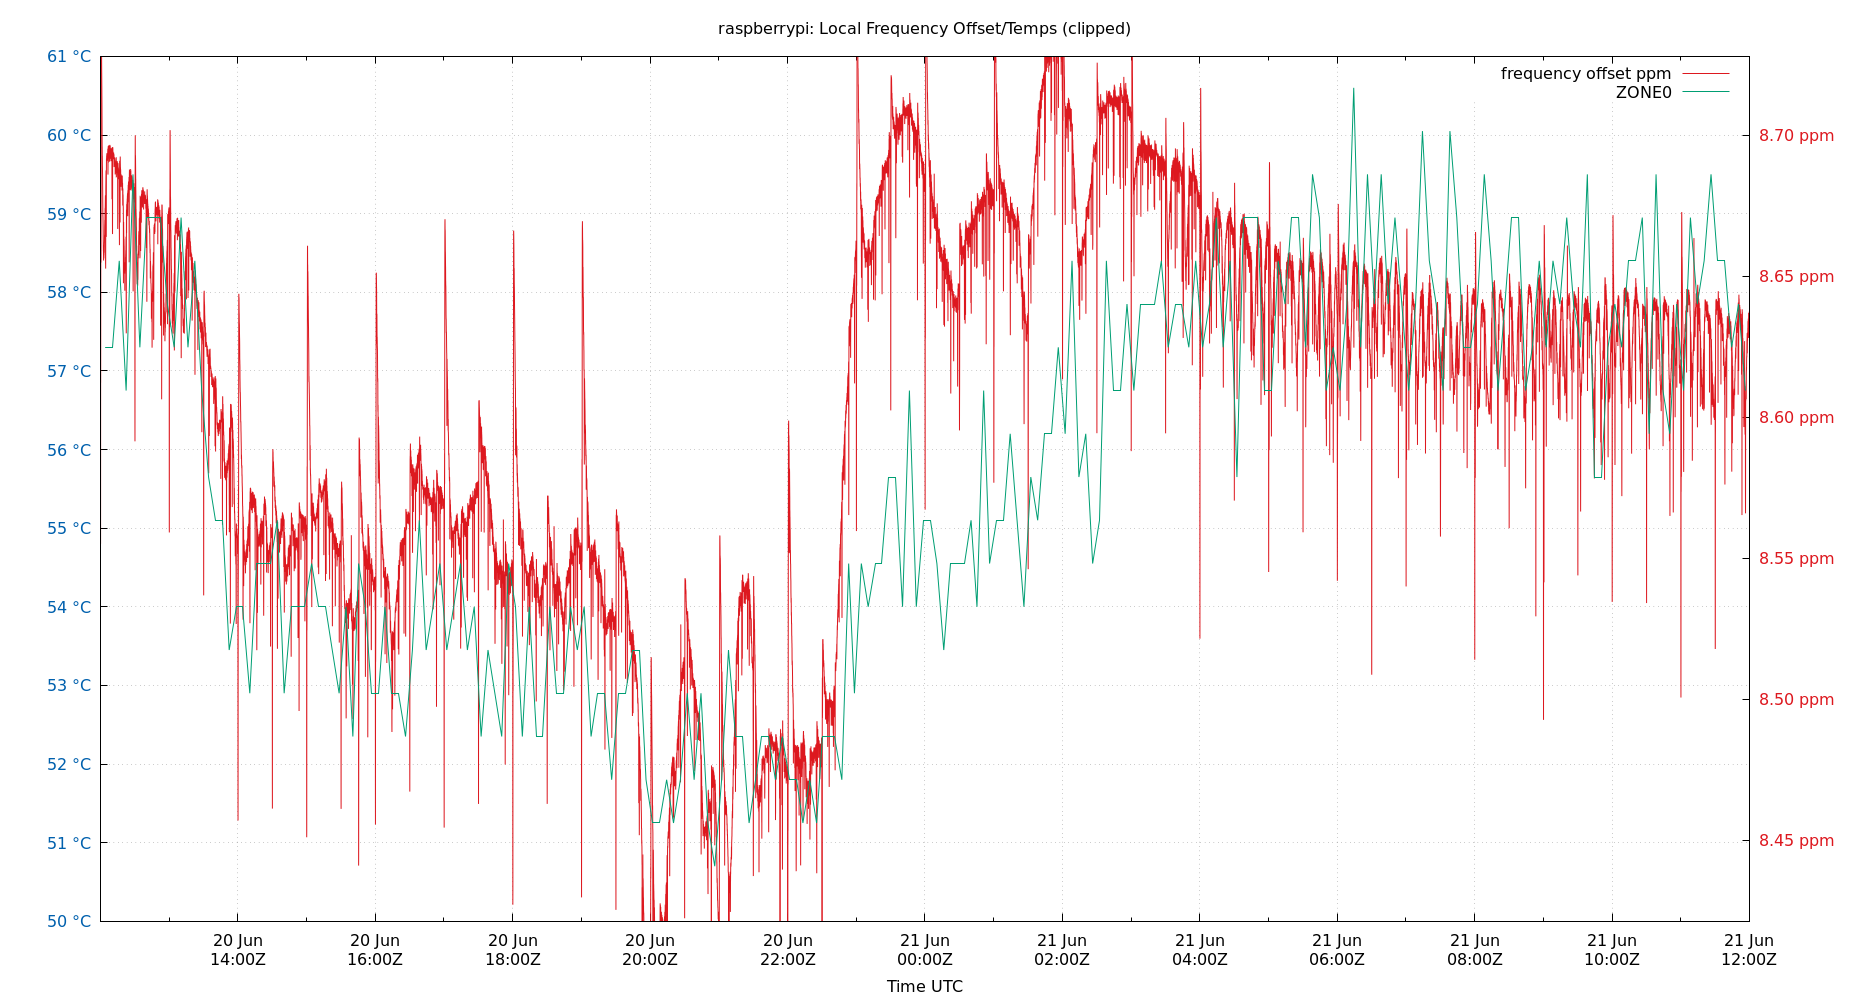 raspberrypi: Local Frequency Offset/Temps (clipped)
61 °C
60 °C
59 °C
58 °C
57 °C
56 °C
55 °C
54 °C
53 °C
52 °C
51 °C
50 °C
frequency offset ppm
ZONE0
8.70 ppm
8.65 ppm
8.60 ppm
8.55 ppm
8.50 ppm
8.45 ppm
20 Jun
14:00Z
20 Jun
16:00Z
20 Jun
18:00Z
20 Jun
20:00Z
20 Jun
22:00Z
21 Jun
00:00Z
21 Jun
02:00Z
21 Jun
04:00Z
21 Jun
06:00Z
21 Jun
08:00Z
21 Jun
10:00Z
21 Jun
12:00Z
Time UTC